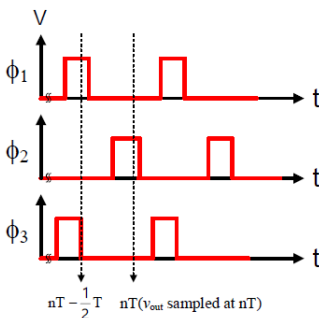 V
ϕ1
t
ϕ2
t
ϕ3
t
nT − 1/2 T
nT(vout sampled at nT)